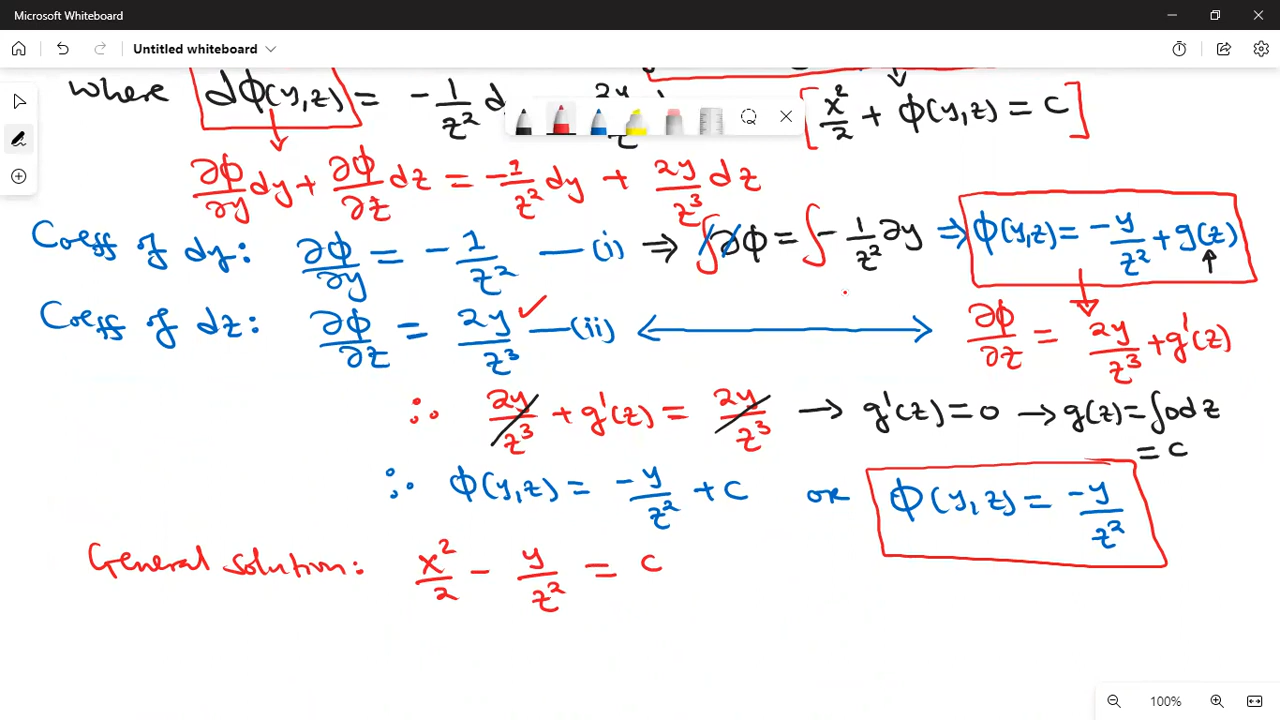 Microsoft Whiteboard
Untitled whiteboard
where dϕ(y,z) = -1/z² d 2y
[x²/2 + ϕ(y,z) = c]
∂ϕ/∂y dy + ∂ϕ/∂z dz = -1/z² dy + 2y/z³ dz
Coeff of dy: ∂ϕ/∂y = -1/z² —(i) ⇒ ∫∂ϕ = ∫-1/z² ∂y ⇒ ϕ(y,z) = -y/z² + g(z)
Coeff of dz: ∂ϕ/∂z = 2y/z³ ✓ —(ii) ⟷ ∂ϕ/∂z = 2y/z³ + g'(z)
∴ 2y/z³ + g'(z) = 2y/z³ → g'(z) = 0 → g(z) = ∫0dz
= c
∴ ϕ(y,z) = -y/z² + c or ϕ(y,z) = -y/z²
General solution: x²/2 - y/z² = c
100%